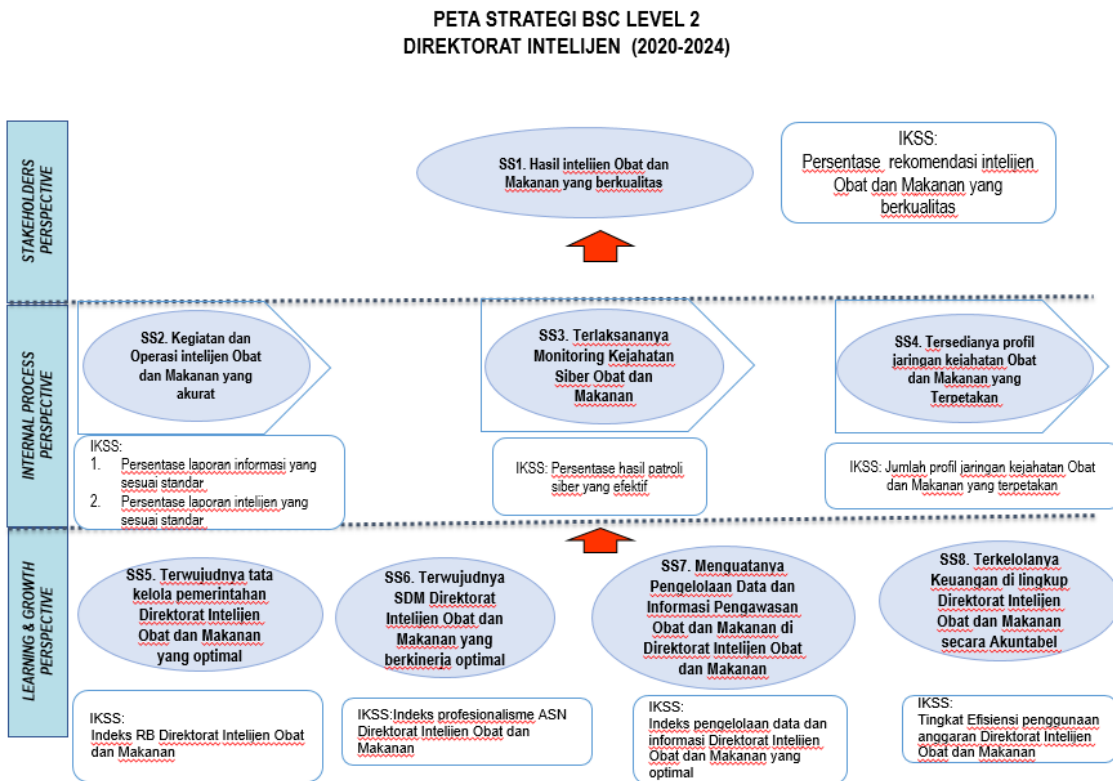 PETA STRATEGI BSC LEVEL 2
DIREKTORAT INTELIJEN (2020-2024)
STAKEHOLDERS
PERSPECTIVE
SS1. Hasil intelijen Obat dan
Makanan yang berkualitas
IKSS:
Persentase rekomendasi intelijen
Obat dan Makanan yang
berkualitas
INTERNAL PROCESS
PERSPECTIVE
SS2. Kegiatan dan
Operasi intelijen Obat
dan Makanan yang
akurat
SS3. Terlaksananya
Monitoring Kejahatan
Siber Obat dan
Makanan
SS4. Tersedianya profil
jaringan kejahatan Obat
dan Makanan yang
Terpetakan
IKSS:
1. Persentase laporan informasi yang
sesuai standar
2. Persentase laporan intelijen yang
sesuai standar
IKSS: Persentase hasil patroli
siber yang efektif
IKSS: Jumlah profil jaringan kejahatan Obat
dan Makanan yang terpetakan
LEARNING & GROWTH
PERSPECTIVE
SS5. Terwujudnya tata
kelola pemerintahan
Direktorat Intelijen
Obat dan Makanan
yang optimal
SS6. Terwujudnya
SDM Direktorat
Intelijen Obat dan
Makanan yang
berkinerja optimal
SS7. Menguatanya
Pengelolaan Data dan
Informasi Pengawasan
Obat dan Makanan di
Direktorat Intelijen Obat
dan Makanan
SS8. Terkelolanya
Keuangan di lingkup
Direktorat Intelijen
Obat dan Makanan
secara Akuntabel
IKSS:
Indeks RB Direktorat Intelijen Obat
dan Makanan
IKSS:Indeks profesionalisme ASN
Direktorat Intelijen Obat dan
Makanan
IKSS:
Indeks pengelolaan data dan
informasi Direktorat Intelijen
Obat dan Makanan yang
optimal
IKSS:
Tingkat Efisiensi penggunaan
anggaran Direktorat Intelijen
Obat dan Makanan